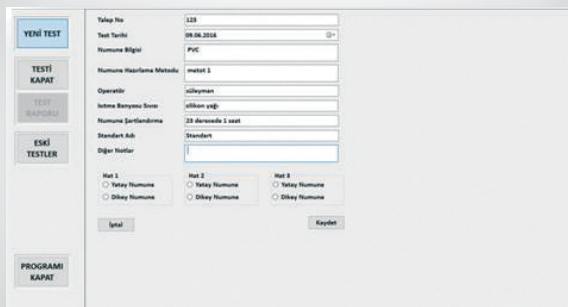 YENİ TEST
TESTİ
KAPAT
TEST
RAPORU
ESKİ
TESTLER
PROGRAMI
KAPAT
Talep No 123
Test Tarihi 09.06.2016
Numune Bilgisi PVC
Numune Hazırlama Metodu metot 1
Operatör süleyman
Isıtma Banyosu Sıvısı silikon yağı
Numune Şartlandırma 23 derecede 1 saat
Standart Adı Standart
Diğer Notlar
Hat 1 Hat 2 Hat 3
Yatay Numune Yatay Numune Yatay Numune
Dikey Numune Dikey Numune Dikey Numune
İptal Kaydet